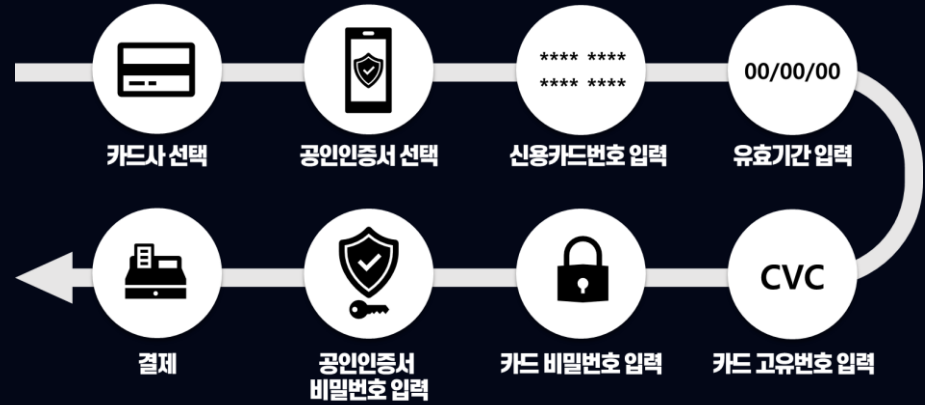 **** ****
**** ****
00/00/00
카드사 선택
공인인증서 선택
신용카드번호 입력
유효기간 입력
CVC
결제
공인인증서
비밀번호 입력
카드 비밀번호 입력
카드 고유번호 입력